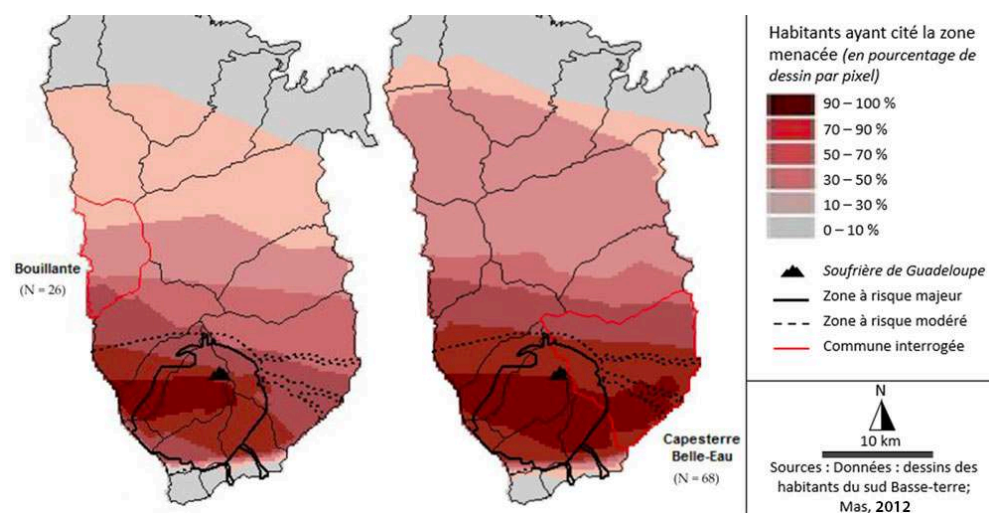 Bouillante
(N = 26)
Capesterre
Belle-Eau
(N = 68)
Habitants ayant cité la zone
menacée (en pourcentage de
dessin par pixel)
90 – 100 %
70 – 90 %
50 – 70 %
30 – 50 %
10 – 30 %
0 – 10 %
Soufrière de Guadeloupe
Zone à risque majeur
Zone à risque modéré
Commune interrogée
N
10 km
Sources : Données : dessins des
habitants du sud Basse-terre;
Mas, 2012